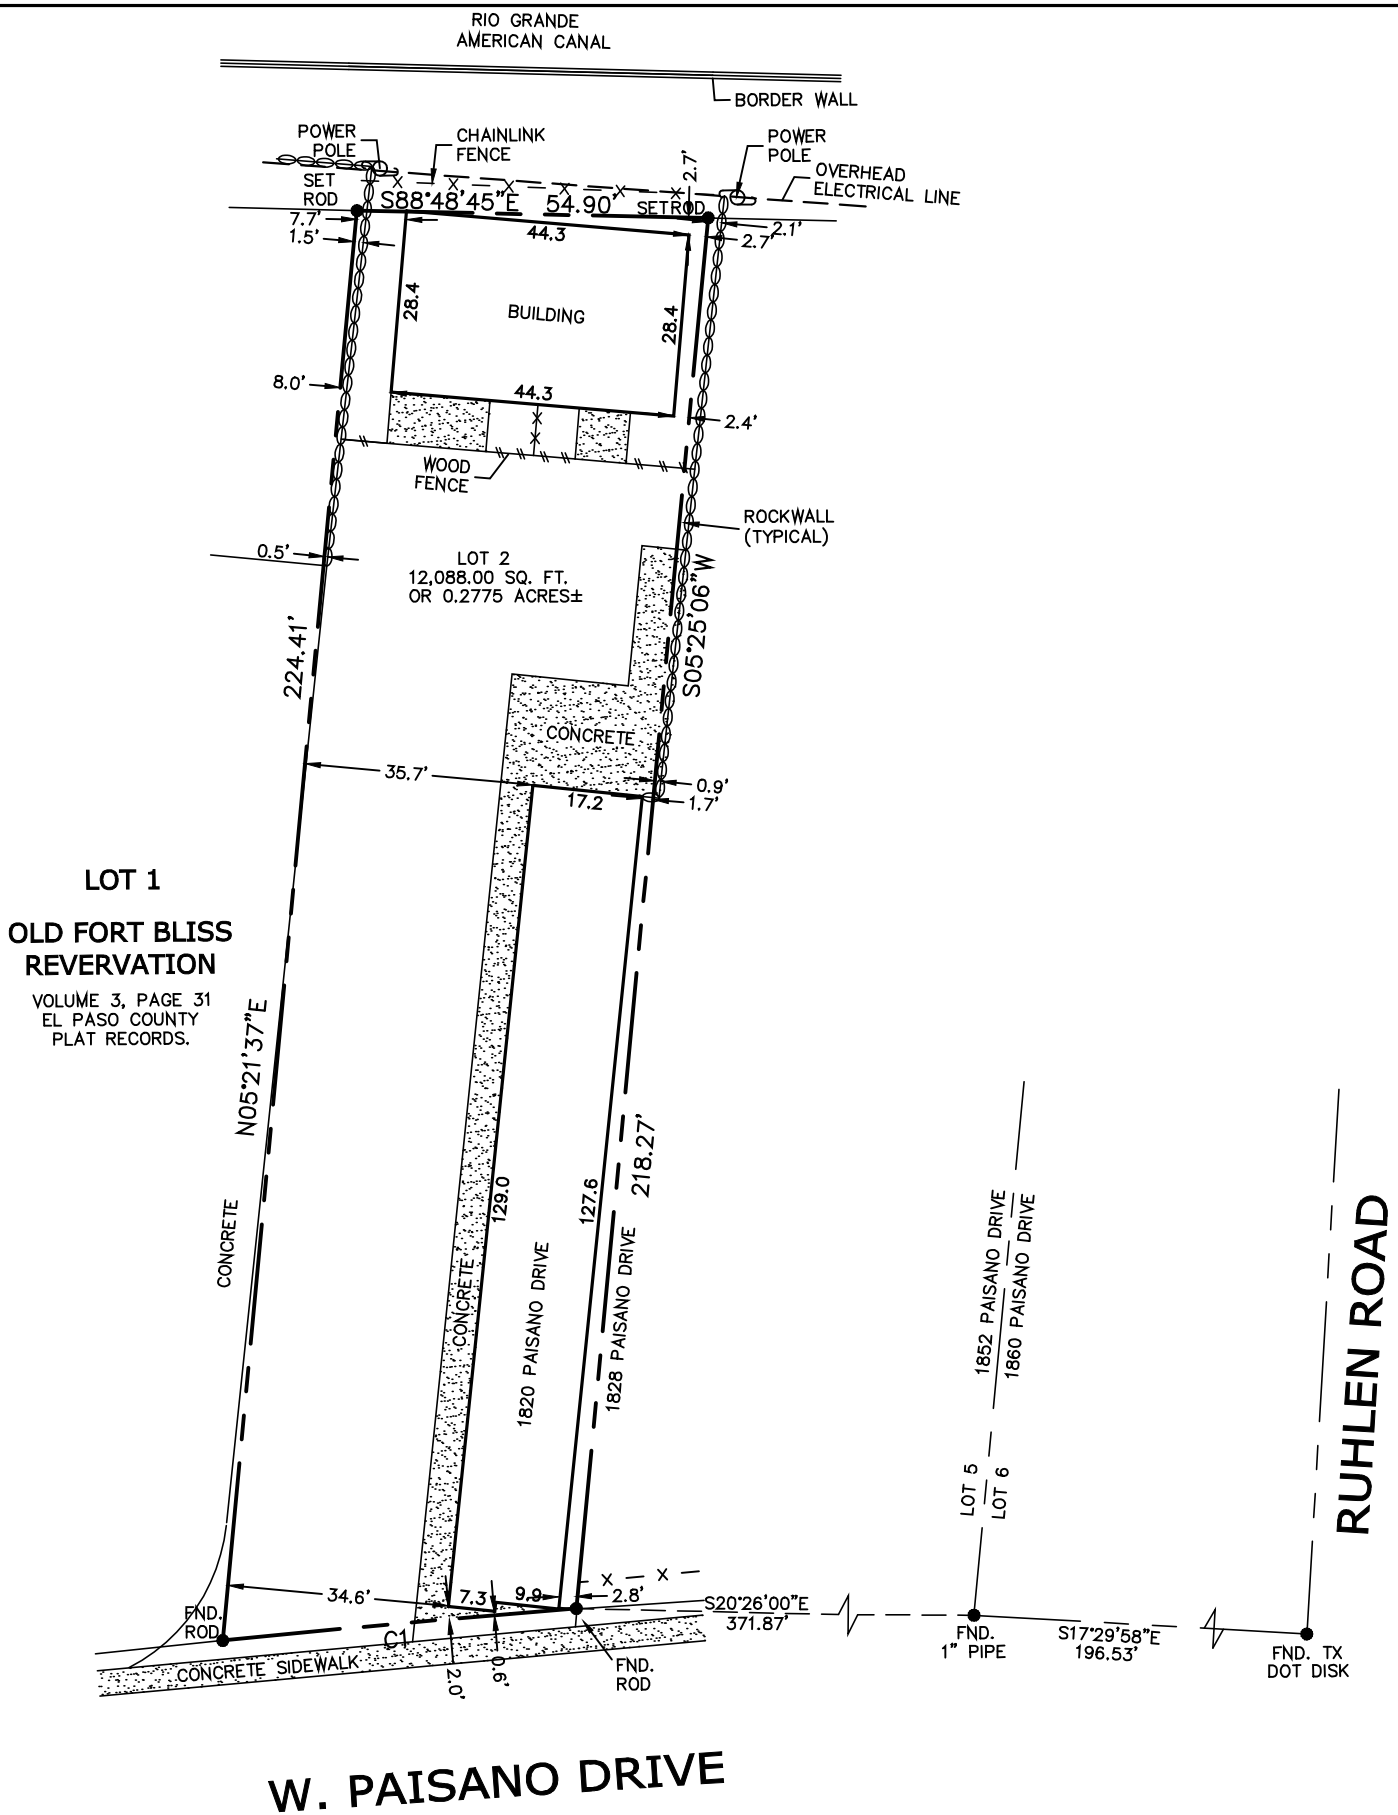 RIO GRANDE
AMERICAN CANAL
BORDER WALL
POWER
POLE
CHAINLINK
FENCE
2.7'
POWER
POLE
OVERHEAD
ELECTRICAL LINE
SET
ROD
S88°48'45"E 54.90'
SET ROD
7.7'
1.5'
44.3
2.1'
2.7'
28.4
BUILDING
28.4
8.0'
44.3
2.4'
WOOD
FENCE
ROCKWALL
(TYPICAL)
0.5'
LOT 2
12,088.00 SQ. FT.
OR 0.2775 ACRES±
224.41'
S05°25'06"W
CONCRETE
35.7'
17.2
0.9'
1.7'
LOT 1
OLD FORT BLISS
REVERVATION
VOLUME 3, PAGE 31
EL PASO COUNTY
PLAT RECORDS.
N05°21'37"E
218.27'
129.0
127.6
CONCRETE
CONCRETE
1820 PAISANO DRIVE
1828 PAISANO DRIVE
1852 PAISANO DRIVE
1860 PAISANO DRIVE
RUHLEN ROAD
LOT 5
LOT 6
34.6'
7.3
9.9
2.8'
X X
S20°26'00"E
371.87'
FND.
ROD
C1
FND.
1" PIPE
S17°29'58"E
196.53'
FND. TX
DOT DISK
CONCRETE SIDEWALK
2.0'
0.6'
FND.
ROD
W. PAISANO DRIVE